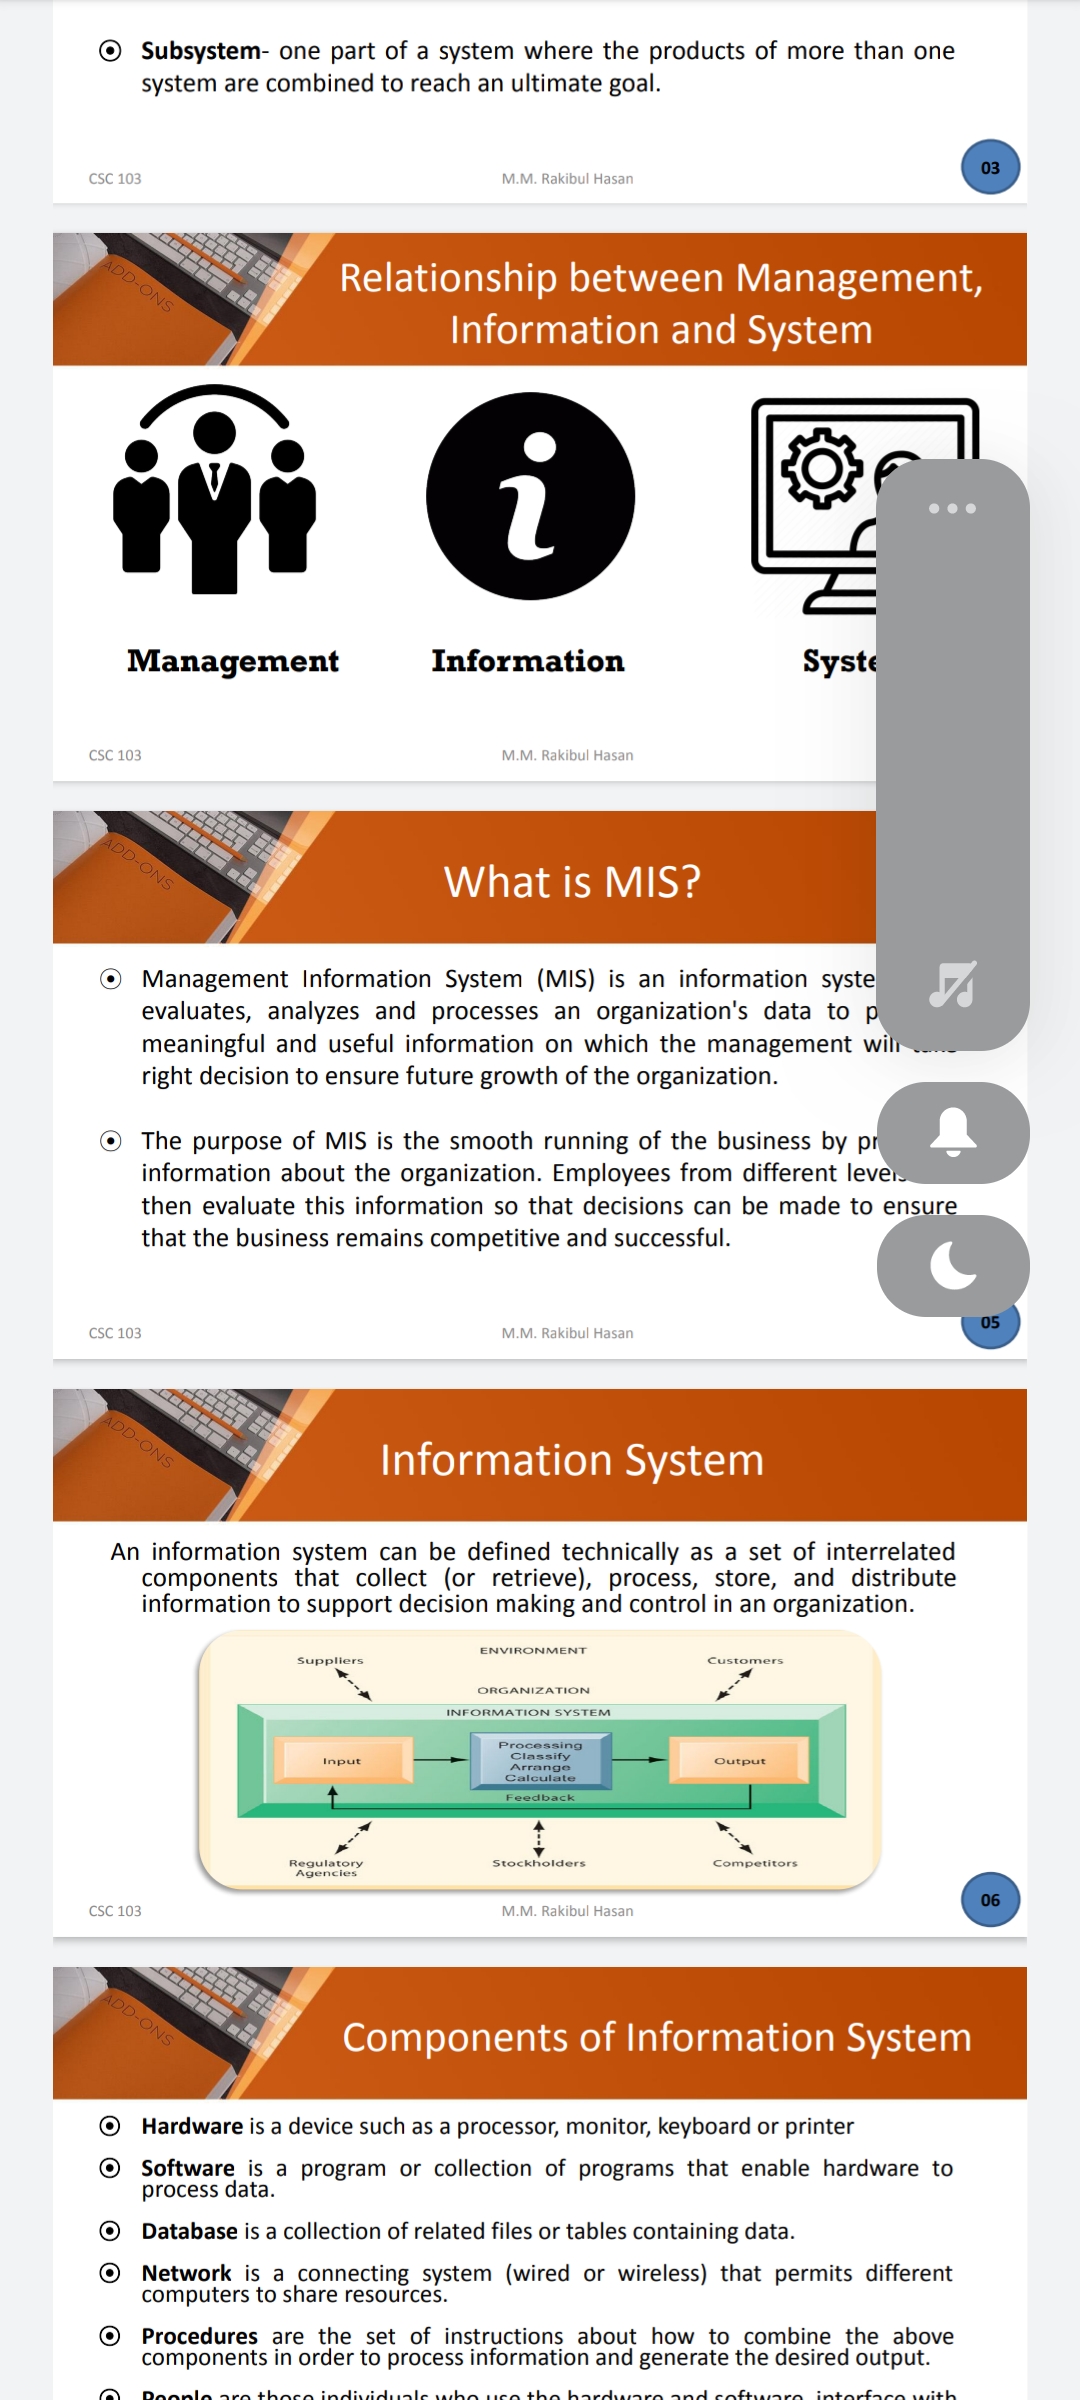 Subsystem- one part of a system where the products of more than one
system are combined to reach an ultimate goal.
CSC 103
M.M. Rakibul Hasan
03
ADD-ONS
Relationship between Management,
Information and System
Management
Information
CSC 103
M.M. Rakibul Hasan
ADD-ONS
What is MIS?
Management Information System (MIS) is an information
evaluates, analyzes and processes an organization's data to
meaningful and useful information on which the management will
right decision to ensure future growth of the organization.
The purpose of MIS is the smooth running of the business by
information about the organization. Employees from different
then evaluate this information so that decisions can be made to ensure
that the business remains competitive and successful.
CSC 103
M.M. Rakibul Hasan
05
ADD-ONS
Information System
An information system can be defined technically as a set of interrelated
components that collect (or retrieve), process, store, and distribute
information to support decision making and control in an organization.
ENVIRONMENT
Suppliers
Customers
ORGANIZATION
INFORMATION SYSTEM
Input
Processing
Classify
Arrange
Calculate
Output
Feedback
Regulatory
Agencies
Stockholders
Competitors
CSC 103
M.M. Rakibul Hasan
06
ADD-ONS
Components of Information System
Hardware is a device such as a processor, monitor, keyboard or printer
Software is a program or collection of programs that enable hardware to
process data.
Database is a collection of related files or tables containing data.
Network is a connecting system (wired or wireless) that permits different
computers to share resources.
Procedures are the set of instructions about how to combine the above
components in order to process information and generate the desired output.
People are those individuals who use the hardware and software, interface with